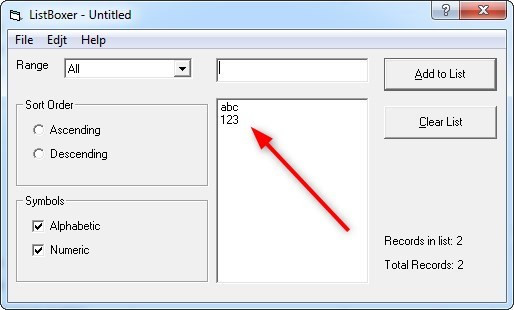 ListBoxer - Untitled
File Edjt Help
Range All
Add to List
Sort Order
Ascending
Descending
abc
123
Clear List
Symbols
Alphabetic
Numeric
Records in list: 2
Total Records: 2